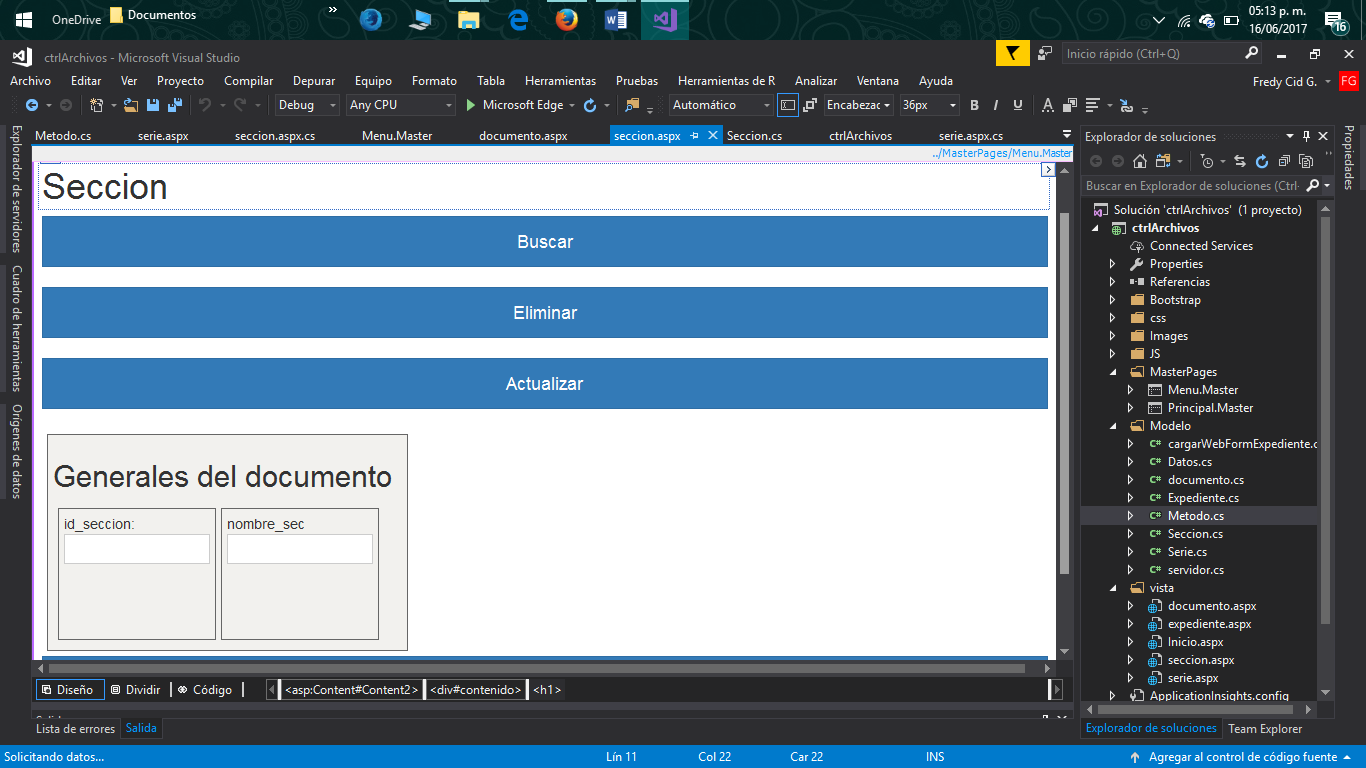 OneDrive
Documentos
»
05:13 p. m.
16/06/2017
16
ctrlArchivos - Microsoft Visual Studio
Inicio rápido (Ctrl+Q)
Archivo Editar Ver Proyecto Compilar Depurar Equipo Formato Tabla Herramientas Pruebas Herramientas de R Analizar Ventana Ayuda
Fredy Cid G. FG
Debug Any CPU Microsoft Edge Automático Encabezac 36px B I U A
Metodo.cs serie.aspx seccion.aspx.cs Menu.Master documento.aspx seccion.aspx Seccion.cs ctrlArchivos serie.aspx.cs
../MasterPages/Menu.Master
Explorador de servidores
Cuadro de herramientas
Orígenes de datos
Seccion
Buscar
Eliminar
Actualizar
Generales del documento
id_seccion: nombre_sec
Diseño Dividir Código <asp:Content#Content2> <div#contenido> <h1>
Salida
Lista de errores Salida
Explorador de soluciones
Buscar en Explorador de soluciones (Ctrl-
Solución 'ctrlArchivos' (1 proyecto)
ctrlArchivos
Connected Services
Properties
Referencias
Bootstrap
css
Images
JS
MasterPages
Menu.Master
Principal.Master
Modelo
C# cargarWebFormExpediente.c
C# Datos.cs
C# documento.cs
C# Expediente.cs
C# Metodo.cs
C# Seccion.cs
C# Serie.cs
C# servidor.cs
vista
documento.aspx
expediente.aspx
Inicio.aspx
seccion.aspx
serie.aspx
ApplicationInsights.config
Explorador de soluciones Team Explorer
Propiedades
Solicitando datos... Lín 11 Col 22 Car 22 INS Agregar al control de código fuente